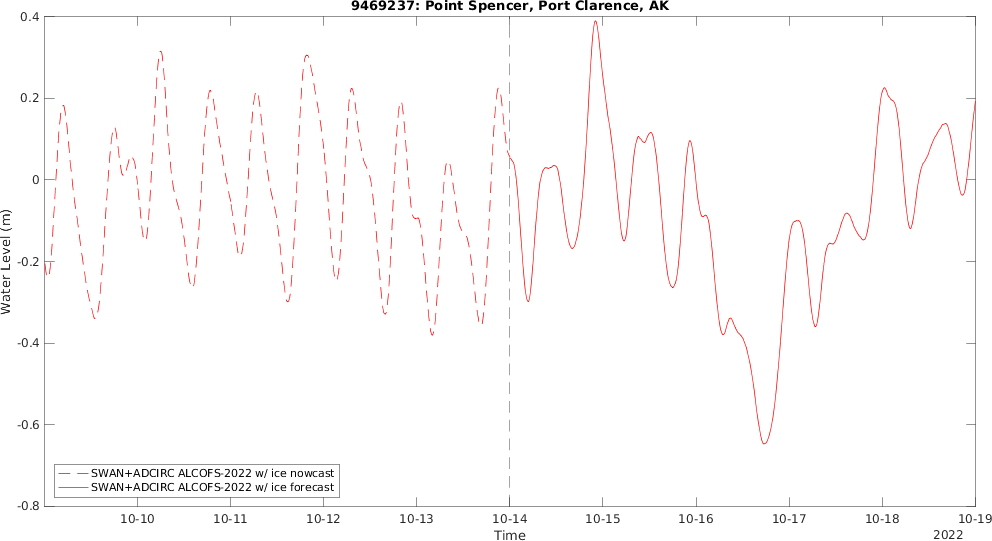 9469237: Point Spencer, Port Clarence, AK
0.4
0.2
0
-0.2
-0.4
-0.6
-0.8
Water Level (m)
SWAN+ADCIRC ALCOFS-2022 w/ ice nowcast
SWAN+ADCIRC ALCOFS-2022 w/ ice forecast
10-10 10-11 10-12 10-13 10-14 10-15 10-16 10-17 10-18 10-19
Time
2022